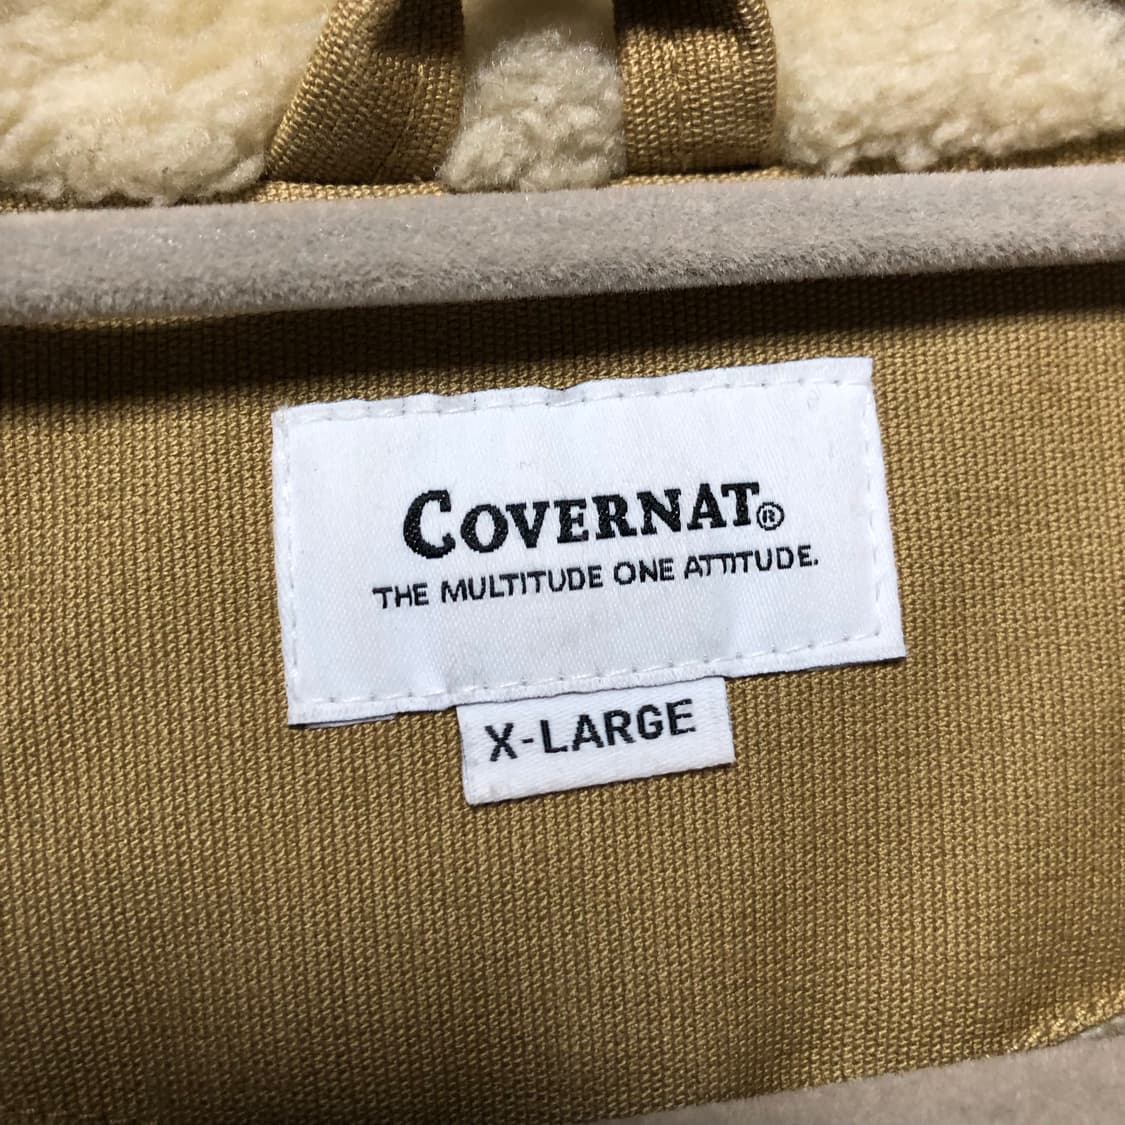 COVERNAT®
THE MULTITUDE ONE ATTITUDE.
X-LARGE